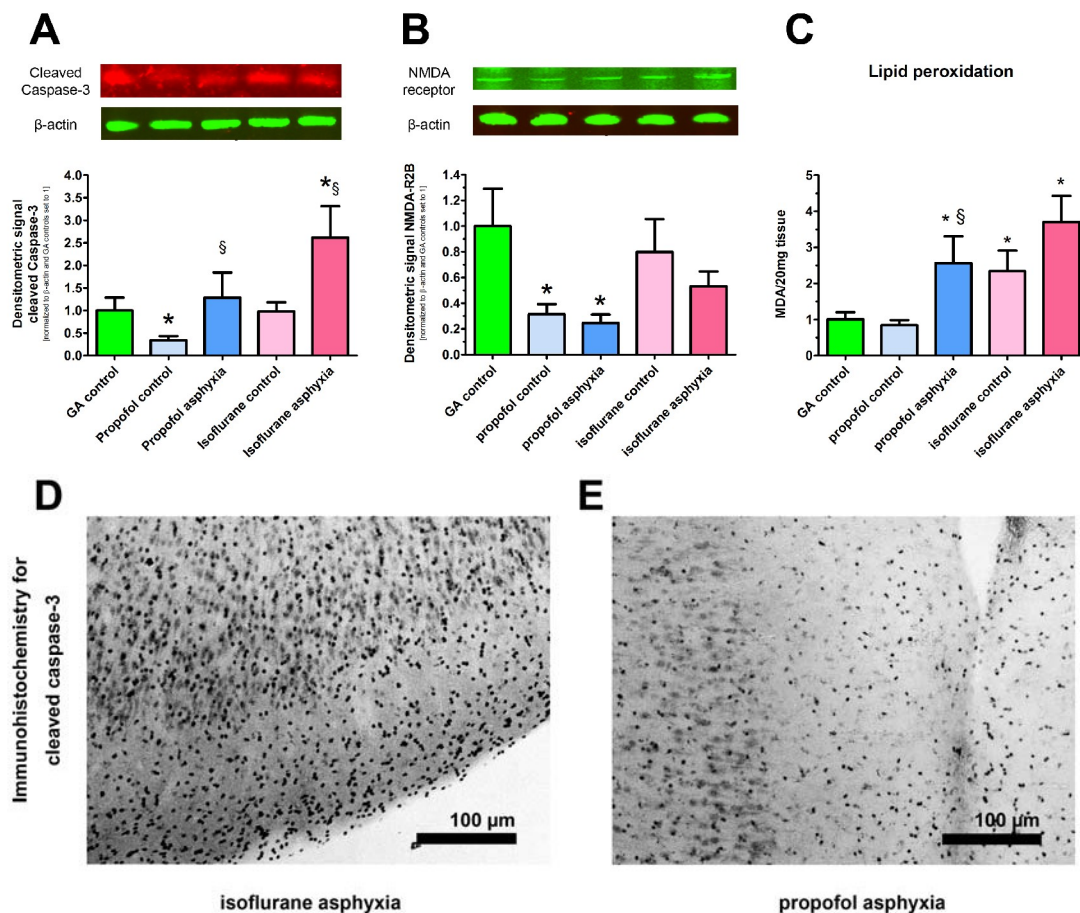 A
Cleaved
Caspase-3
β-actin
Densitometric signal
cleaved Caspase-3
[normalized to β-actin and GA controls set to 1]
4.0
3.5
3.0
2.5
2.0
1.5
1.0
0.5
0.0
*
§
*§
GA control
Propofol control
Propofol asphyxia
Isoflurane control
Isoflurane asphyxia
B
NMDA
receptor
β-actin
Densitometric signal NMDA-R2B
[normalized to β-actin and GA controls set to 1]
1.4
1.2
1.0
0.8
0.6
0.4
0.2
0.0
*
*
GA control
propofol control
propofol asphyxia
isoflurane control
isoflurane asphyxia
C
Lipid peroxidation
MDA/20mg tissue
5
4
3
2
1
0
* §
*
*
GA control
propofol control
propofol asphyxia
isoflurane control
isoflurane asphyxia
Immunohistochemistry for
cleaved caspase-3
D
100 µm
isoflurane asphyxia
E
100 µm
propofol asphyxia